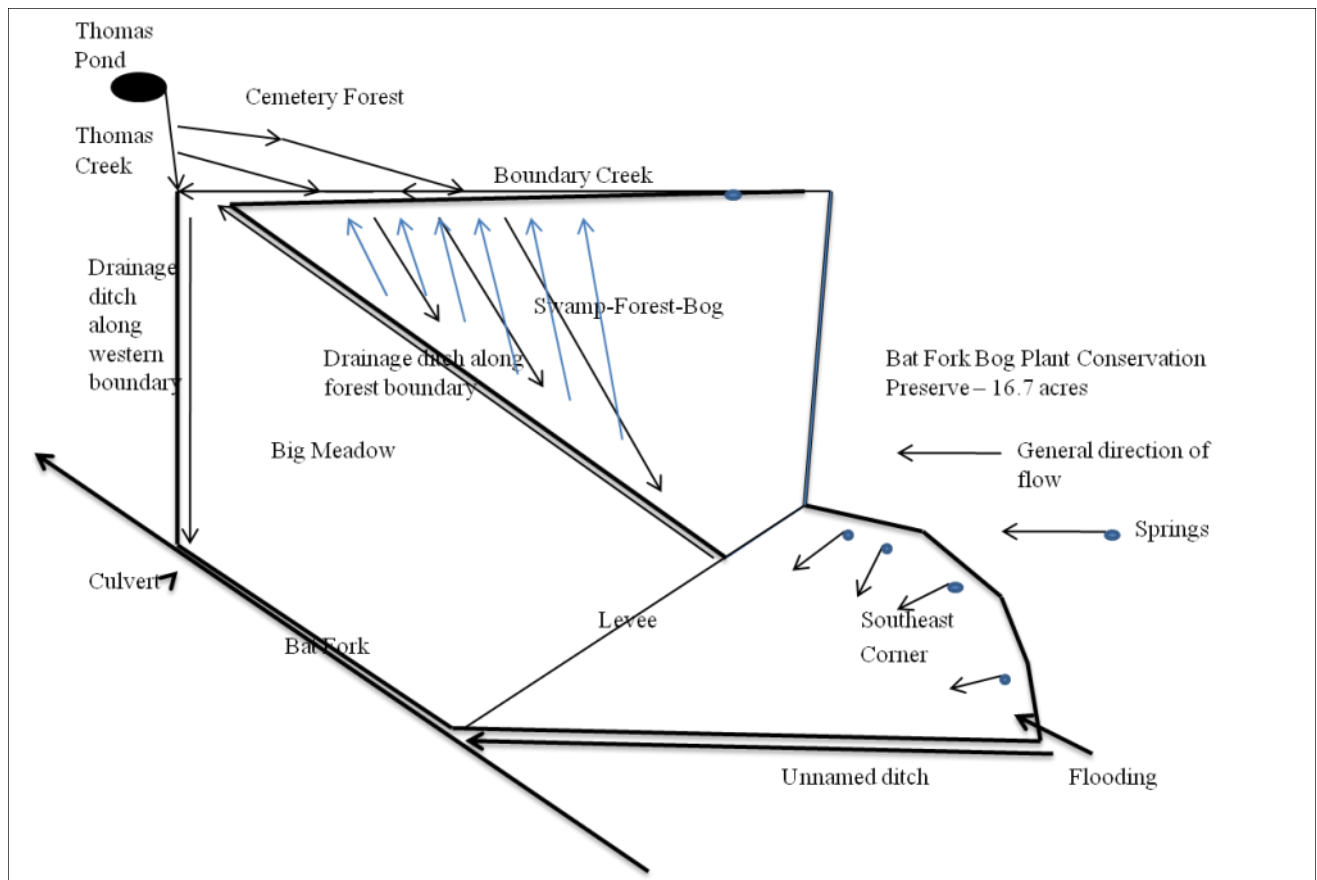 Thomas
Pond
Cemetery Forest
Thomas
Creek
Boundary Creek
Drainage
ditch
along
western
boundary
Swamp-Forest-Bog
Drainage ditch along
forest boundary
Bat Fork Bog Plant Conservation
Preserve – 16.7 acres
Big Meadow
General direction of
flow
Springs
Culvert
Levee
Southeast
Corner
Bat Fork
Unnamed ditch
Flooding